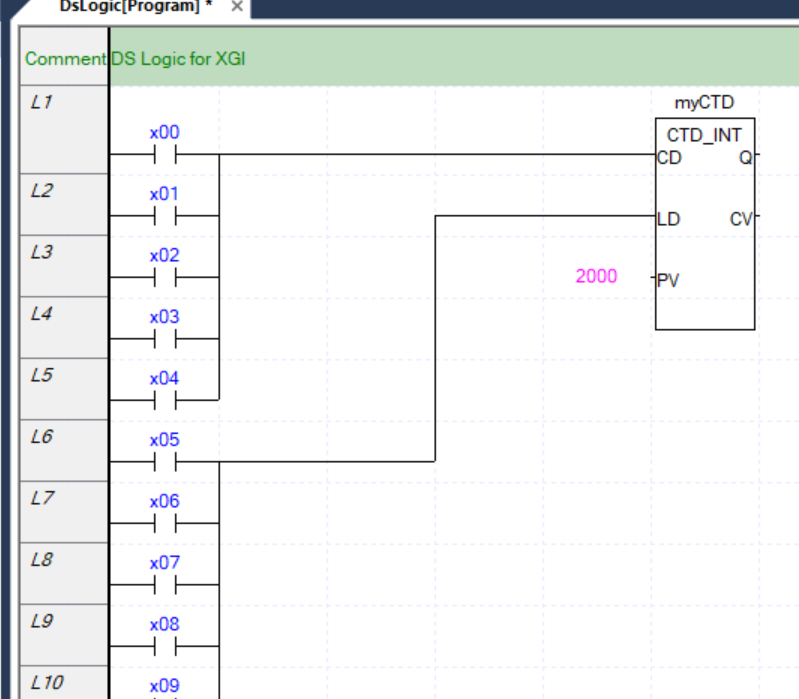 DsLogic[Program] * ×
Comment DS Logic for XGI
L1
myCTD
x00
CTD_INT
CD Q
L2
x01
LD CV
L3
x02
2000 PV
L4
x03
L5
x04
L6
x05
L7
x06
L8
x07
L9
x08
L10
x09